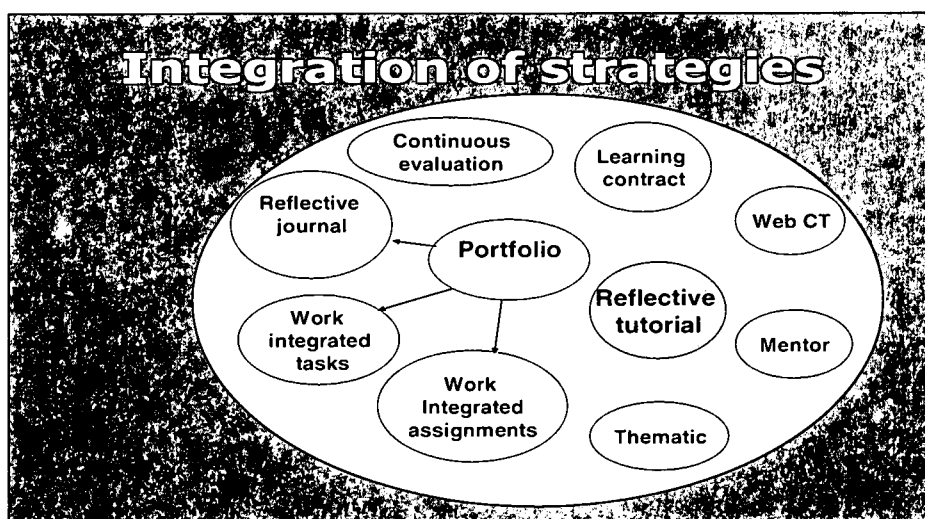 Integration of strategies
Continuous
evaluation
Learning
contract
Reflective
journal
Web CT
Portfolio
Reflective
tutorial
Work
integrated
tasks
Mentor
Work
Integrated
assignments
Thematic